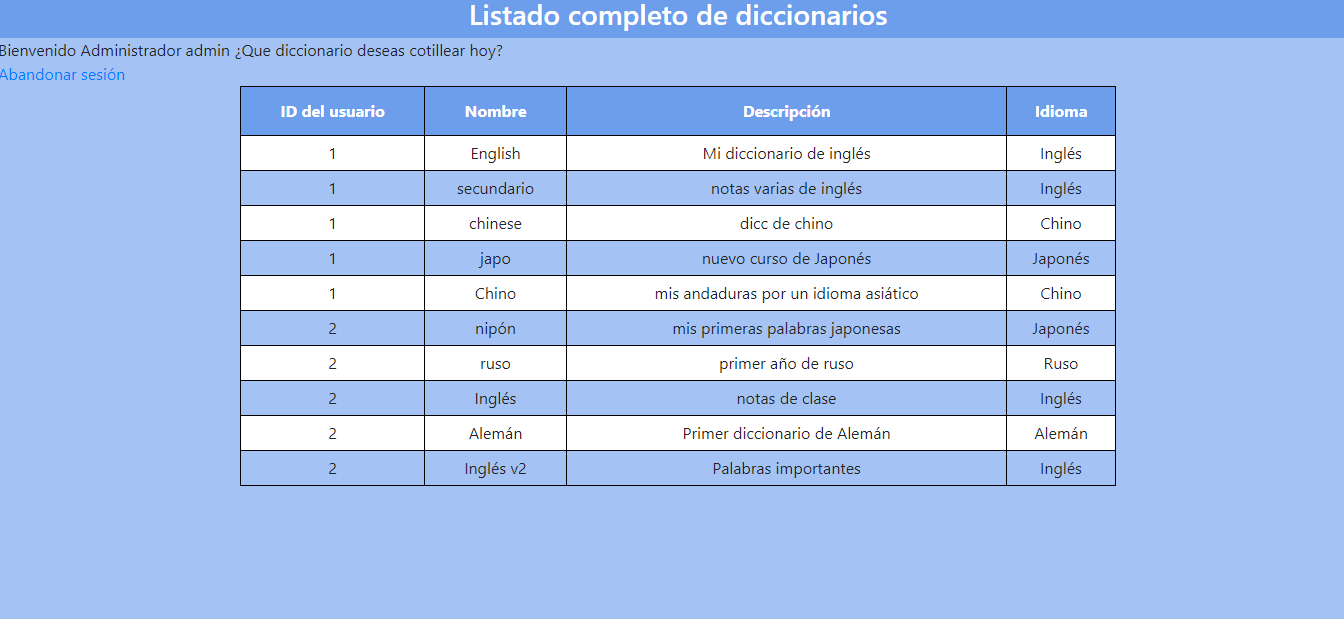 Listado completo de diccionarios
Bienvenido Administrador admin ¿Que diccionario deseas cotillear hoy?
Abandonar sesión
ID del usuario Nombre Descripción Idioma
1 English Mi diccionario de inglés Inglés
1 secundario notas varias de inglés Inglés
1 chinese dicc de chino Chino
1 japo nuevo curso de Japonés Japonés
1 Chino mis andaduras por un idioma asiático Chino
2 nipón mis primeras palabras japonesas Japonés
2 ruso primer año de ruso Ruso
2 Inglés notas de clase Inglés
2 Alemán Primer diccionario de Alemán Alemán
2 Inglés v2 Palabras importantes Inglés